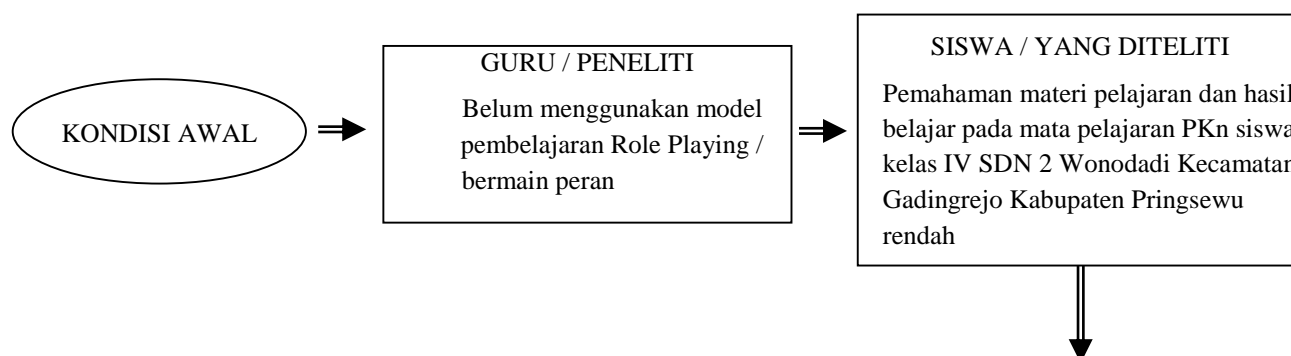 KONDISI AWAL
GURU / PENELITI
Belum menggunakan model
pembelajaran Role Playing /
bermain peran
SISWA / YANG DITELITI
Pemahaman materi pelajaran dan hasil
belajar pada mata pelajaran PKn siswa
kelas IV SDN 2 Wonodadi Kecamatan
Gadingrejo Kabupaten Pringsewu
rendah